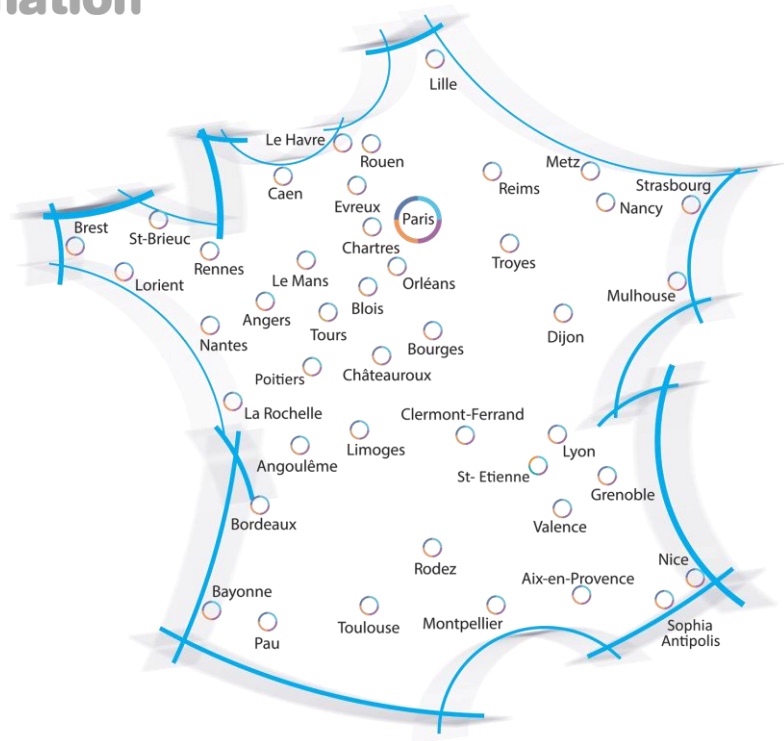 Lille
Le Havre
Rouen
Caen
Evreux
Paris
Chartres
Reims
Metz
Nancy
Strasbourg
Brest
St-Brieuc
Lorient
Rennes
Le Mans
Orléans
Troyes
Mulhouse
Angers
Blois
Tours
Nantes
Bourges
Dijon
Poitiers
Châteauroux
La Rochelle
Clermont-Ferrand
Angoulême
Limoges
Lyon
St- Etienne
Grenoble
Bordeaux
Valence
Rodez
Nice
Aix-en-Provence
Bayonne
Pau
Toulouse
Montpellier
Sophia
Antipolis